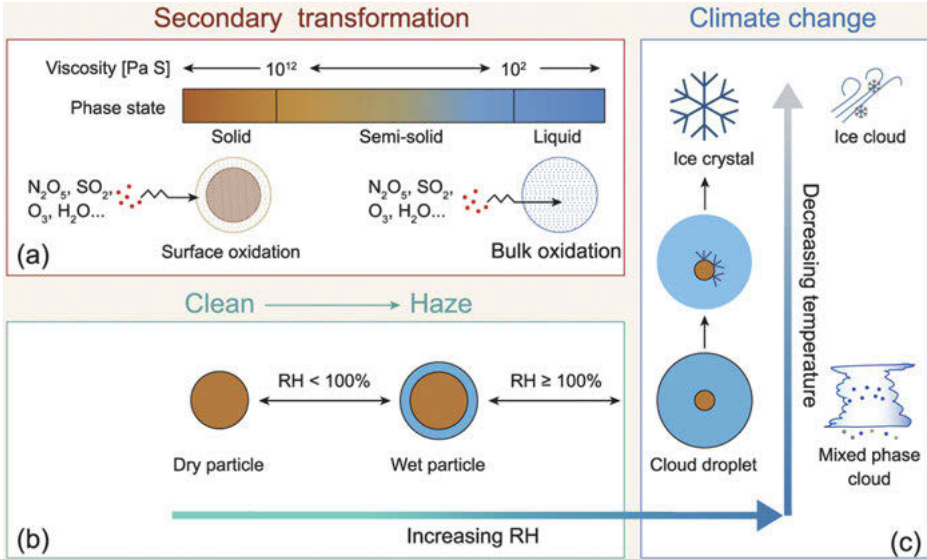 Secondary transformation
Climate change
Viscosity [Pa S]
10¹²
10²
Phase state
Solid
Semi-solid
Liquid
N₂O₅, SO₂,
O₃, H₂O...
Surface oxidation
N₂O₅, SO₂,
O₃, H₂O...
Bulk oxidation
(a)
Clean
Haze
RH < 100%
RH ≥ 100%
Dry particle
Wet particle
Increasing RH
(b)
Ice crystal
Ice cloud
Decreasing temperature
Cloud droplet
Mixed phase
cloud
(c)